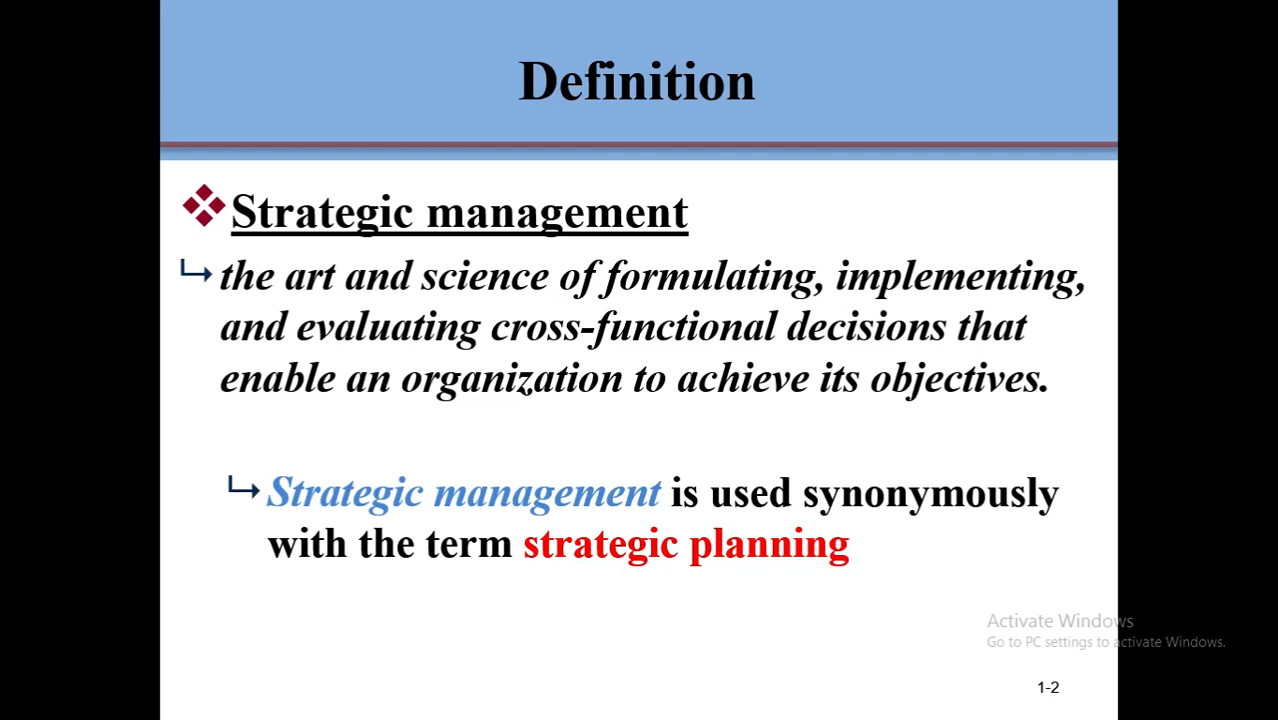 Definition
Strategic management
the art and science of formulating, implementing,
and evaluating cross-functional decisions that
enable an organization to achieve its objectives.
Strategic management is used synonymously
with the term strategic planning
Activate Windows
Go to PC settings to activate Windows.
1-2